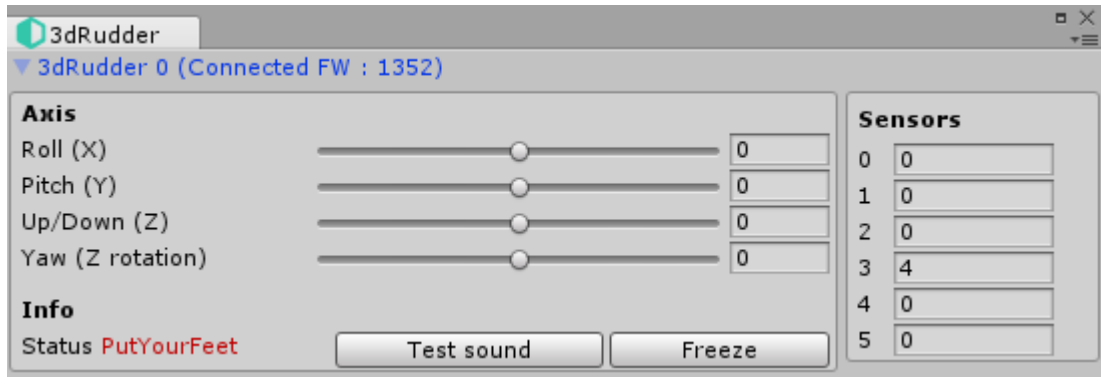 3dRudder
3dRudder 0 (Connected FW : 1352)
Axis
Roll (X) 0
Pitch (Y) 0
Up/Down (Z) 0
Yaw (Z rotation) 0
Info
Status PutYourFeet Test sound Freeze
Sensors
0 0
1 0
2 0
3 4
4 0
5 0